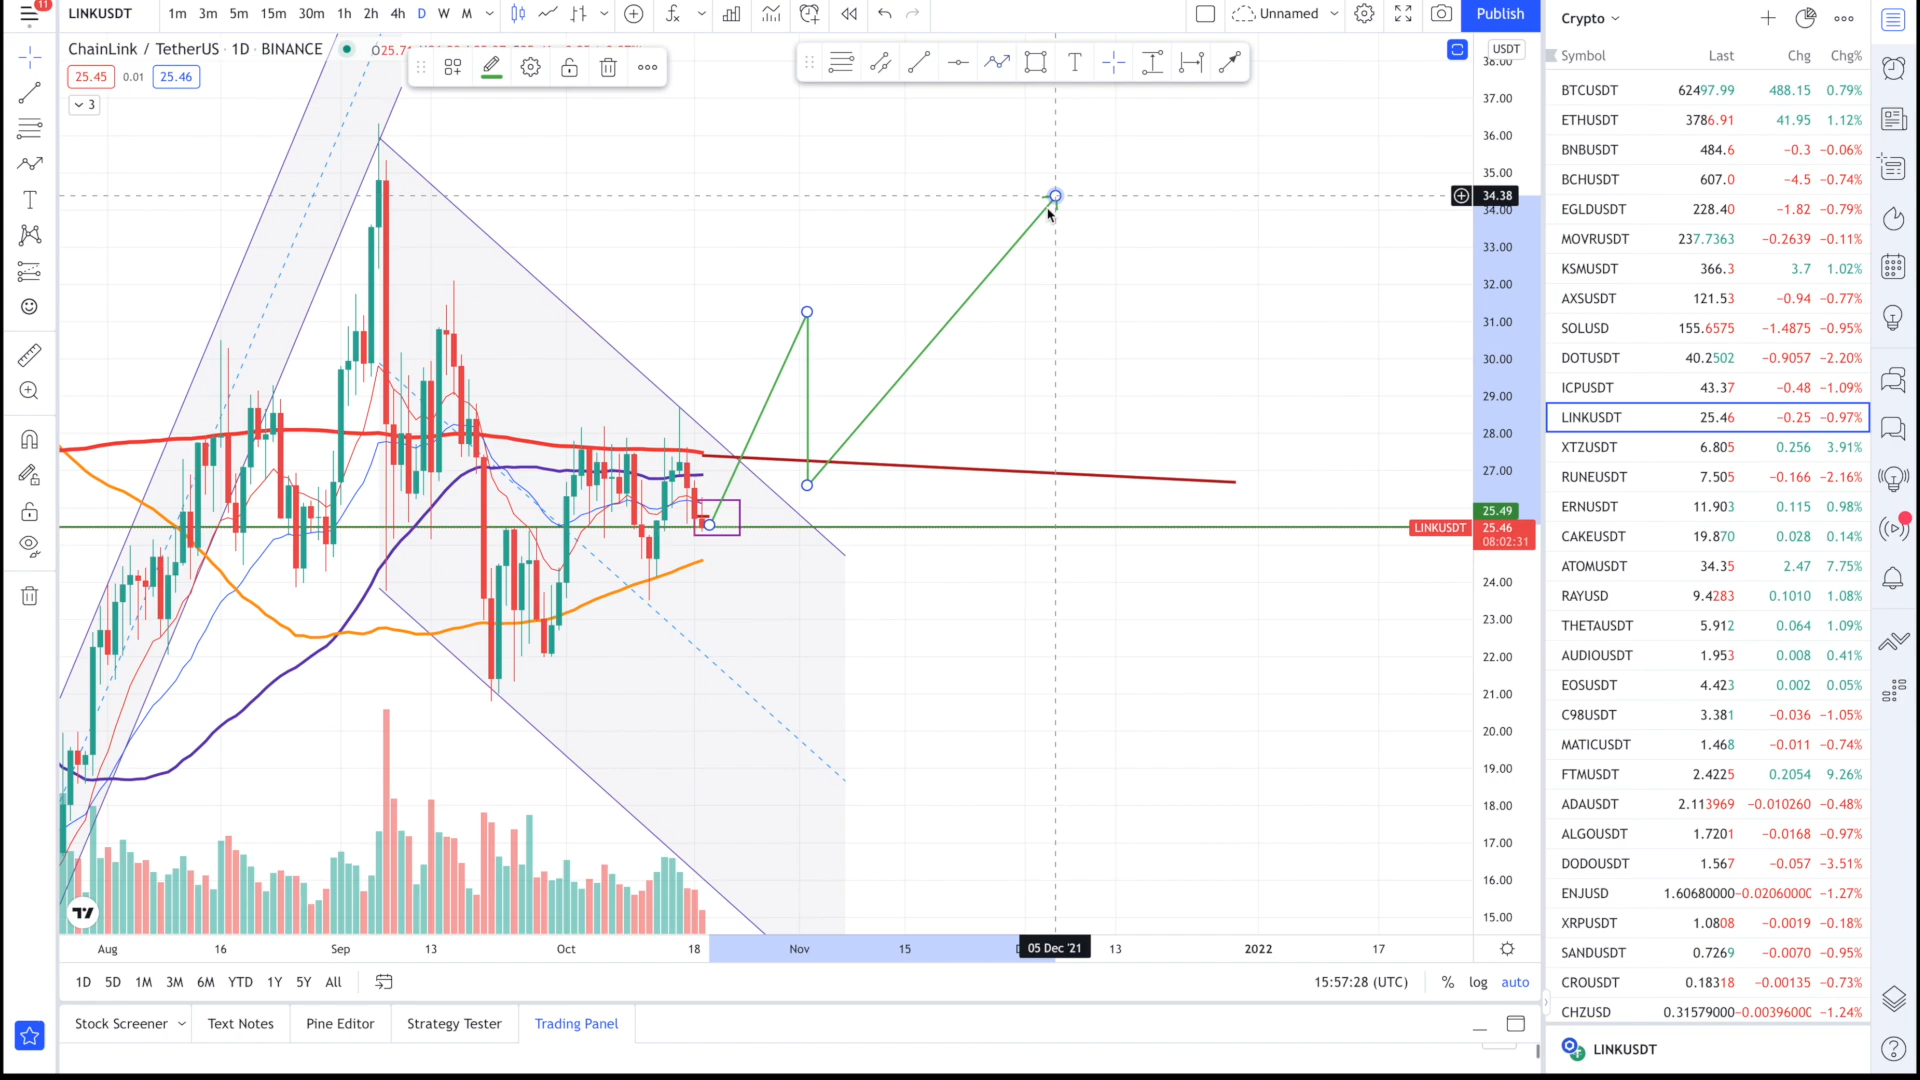 11
LINKUSDT
1m 3m 5m 15m 30m 1h 2h 4h D W M
Unnamed
Publish
ChainLink / TetherUS · 1D · BINANCE
O25.71
25.45 0.01 25.46
3
USDT
38.00
37.00
36.00
35.00
34.38
34.00
33.00
32.00
31.00
30.00
29.00
28.00
27.00
25.49
LINKUSDT 25.46
08:02:31
24.00
23.00
22.00
21.00
20.00
19.00
18.00
17.00
16.00
15.00
Aug 16 Sep 13 Oct 18 Nov 15 05 Dec '21 13 2022 17
1D 5D 1M 3M 6M YTD 1Y 5Y All
15:57:28 (UTC) % log auto
Stock Screener Text Notes Pine Editor Strategy Tester Trading Panel
Crypto
Symbol Last Chg Chg%
BTCUSDT 62497.99 488.15 0.79%
ETHUSDT 3786.91 41.95 1.12%
BNBUSDT 484.6 −0.3 −0.06%
BCHUSDT 607.0 −4.5 −0.74%
EGLDUSDT 228.40 −1.82 −0.79%
MOVRUSDT 237.7363 −0.2639 −0.11%
KSMUSDT 366.3 3.7 1.02%
AXSUSDT 121.53 −0.94 −0.77%
SOLUSD 155.6575 −1.4875 −0.95%
DOTUSDT 40.2502 −0.9057 −2.20%
ICPUSDT 43.37 −0.48 −1.09%
LINKUSDT 25.46 −0.25 −0.97%
XTZUSDT 6.805 0.256 3.91%
RUNEUSDT 7.505 −0.166 −2.16%
ERNUSDT 11.903 0.115 0.98%
CAKEUSDT 19.870 0.028 0.14%
ATOMUSDT 34.35 2.47 7.75%
RAYUSD 9.4283 0.1010 1.08%
THETAUSDT 5.912 0.064 1.09%
AUDIOUSDT 1.953 0.008 0.41%
EOSUSDT 4.423 0.002 0.05%
C98USDT 3.381 −0.036 −1.05%
MATICUSDT 1.468 −0.011 −0.74%
FTMUSDT 2.4225 0.2054 9.26%
ADAUSDT 2.113969 −0.010260 −0.48%
ALGOUSDT 1.7201 −0.0168 −0.97%
DODOUSDT 1.567 −0.057 −3.51%
ENJUSD 1.60680000 −0.0206000 −1.27%
XRPUSDT 1.0808 −0.0019 −0.18%
SANDUSDT 0.7269 −0.0070 −0.95%
CROUSDT 0.18318 −0.00135 −0.73%
CHZUSD 0.31579000 −0.0039600 −1.24%
LINKUSDT